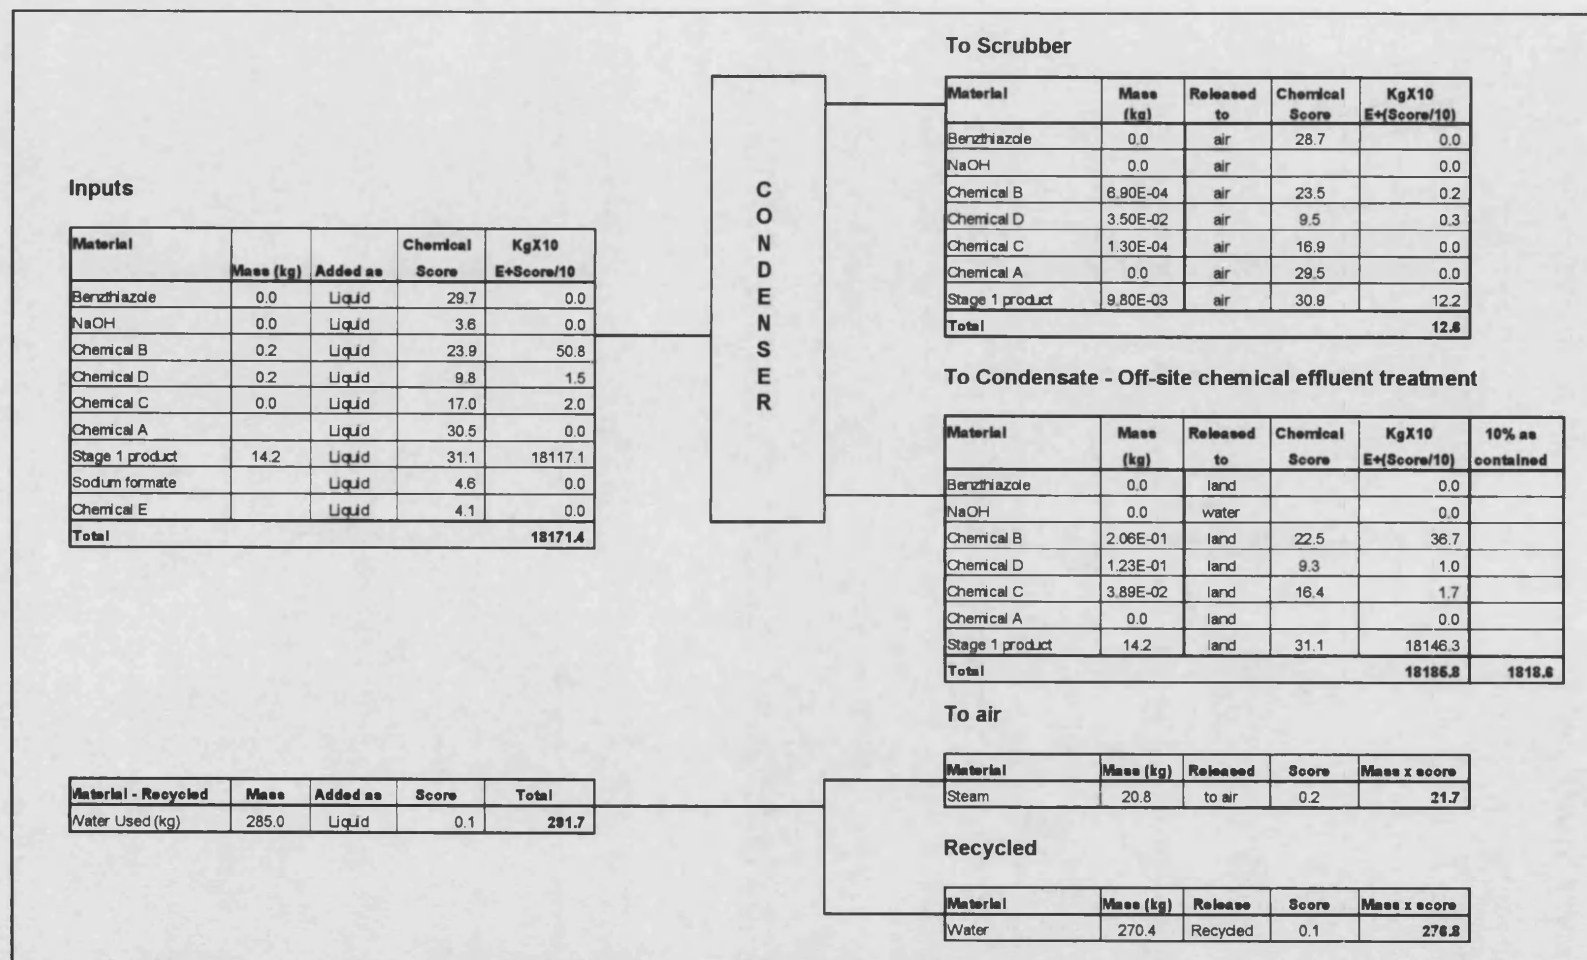 Inputs
Material Mass (kg) Added as Chemical Score KgX10 E+Score/10
Benzthiazole 0.0 Liquid 29.7 0.0
NaOH 0.0 Liquid 3.6 0.0
Chemical B 0.2 Liquid 23.9 50.8
Chemical D 0.2 Liquid 9.8 1.5
Chemical C 0.0 Liquid 17.0 2.0
Chemical A Liquid 30.5 0.0
Stage 1 product 14.2 Liquid 31.1 18117.1
Sodium formate Liquid 4.6 0.0
Chemical E Liquid 4.1 0.0
Total 18171.4
Material - Recycled Mass Added as Score Total
Water Used (kg) 285.0 Liquid 0.1 291.7
CONDENSER
To Scrubber
Material Mass (kg) Released to Chemical Score KgX10 E+(Score/10)
Benzthiazole 0.0 air 28.7 0.0
NaOH 0.0 air 0.0
Chemical B 6.90E-04 air 23.5 0.2
Chemical D 3.50E-02 air 9.5 0.3
Chemical C 1.30E-04 air 16.9 0.0
Chemical A 0.0 air 29.5 0.0
Stage 1 product 9.80E-03 air 30.9 12.2
Total 12.8
To Condensate - Off-site chemical effluent treatment
Material Mass (kg) Released to Chemical Score KgX10 E+(Score/10) 10% as contained
Benzthiazole 0.0 land 0.0
NaOH 0.0 water 0.0
Chemical B 2.06E-01 land 22.5 36.7
Chemical D 1.23E-01 land 9.3 1.0
Chemical C 3.89E-02 land 16.4 1.7
Chemical A 0.0 land 0.0
Stage 1 product 14.2 land 31.1 18146.3
Total 18185.8 1818.6
To air
Material Mass (kg) Released Score Mass x score
Steam 20.8 to air 0.2 21.7
Recycled
Material Mass (kg) Release Score Mass x score
Water 270.4 Recycled 0.1 276.8